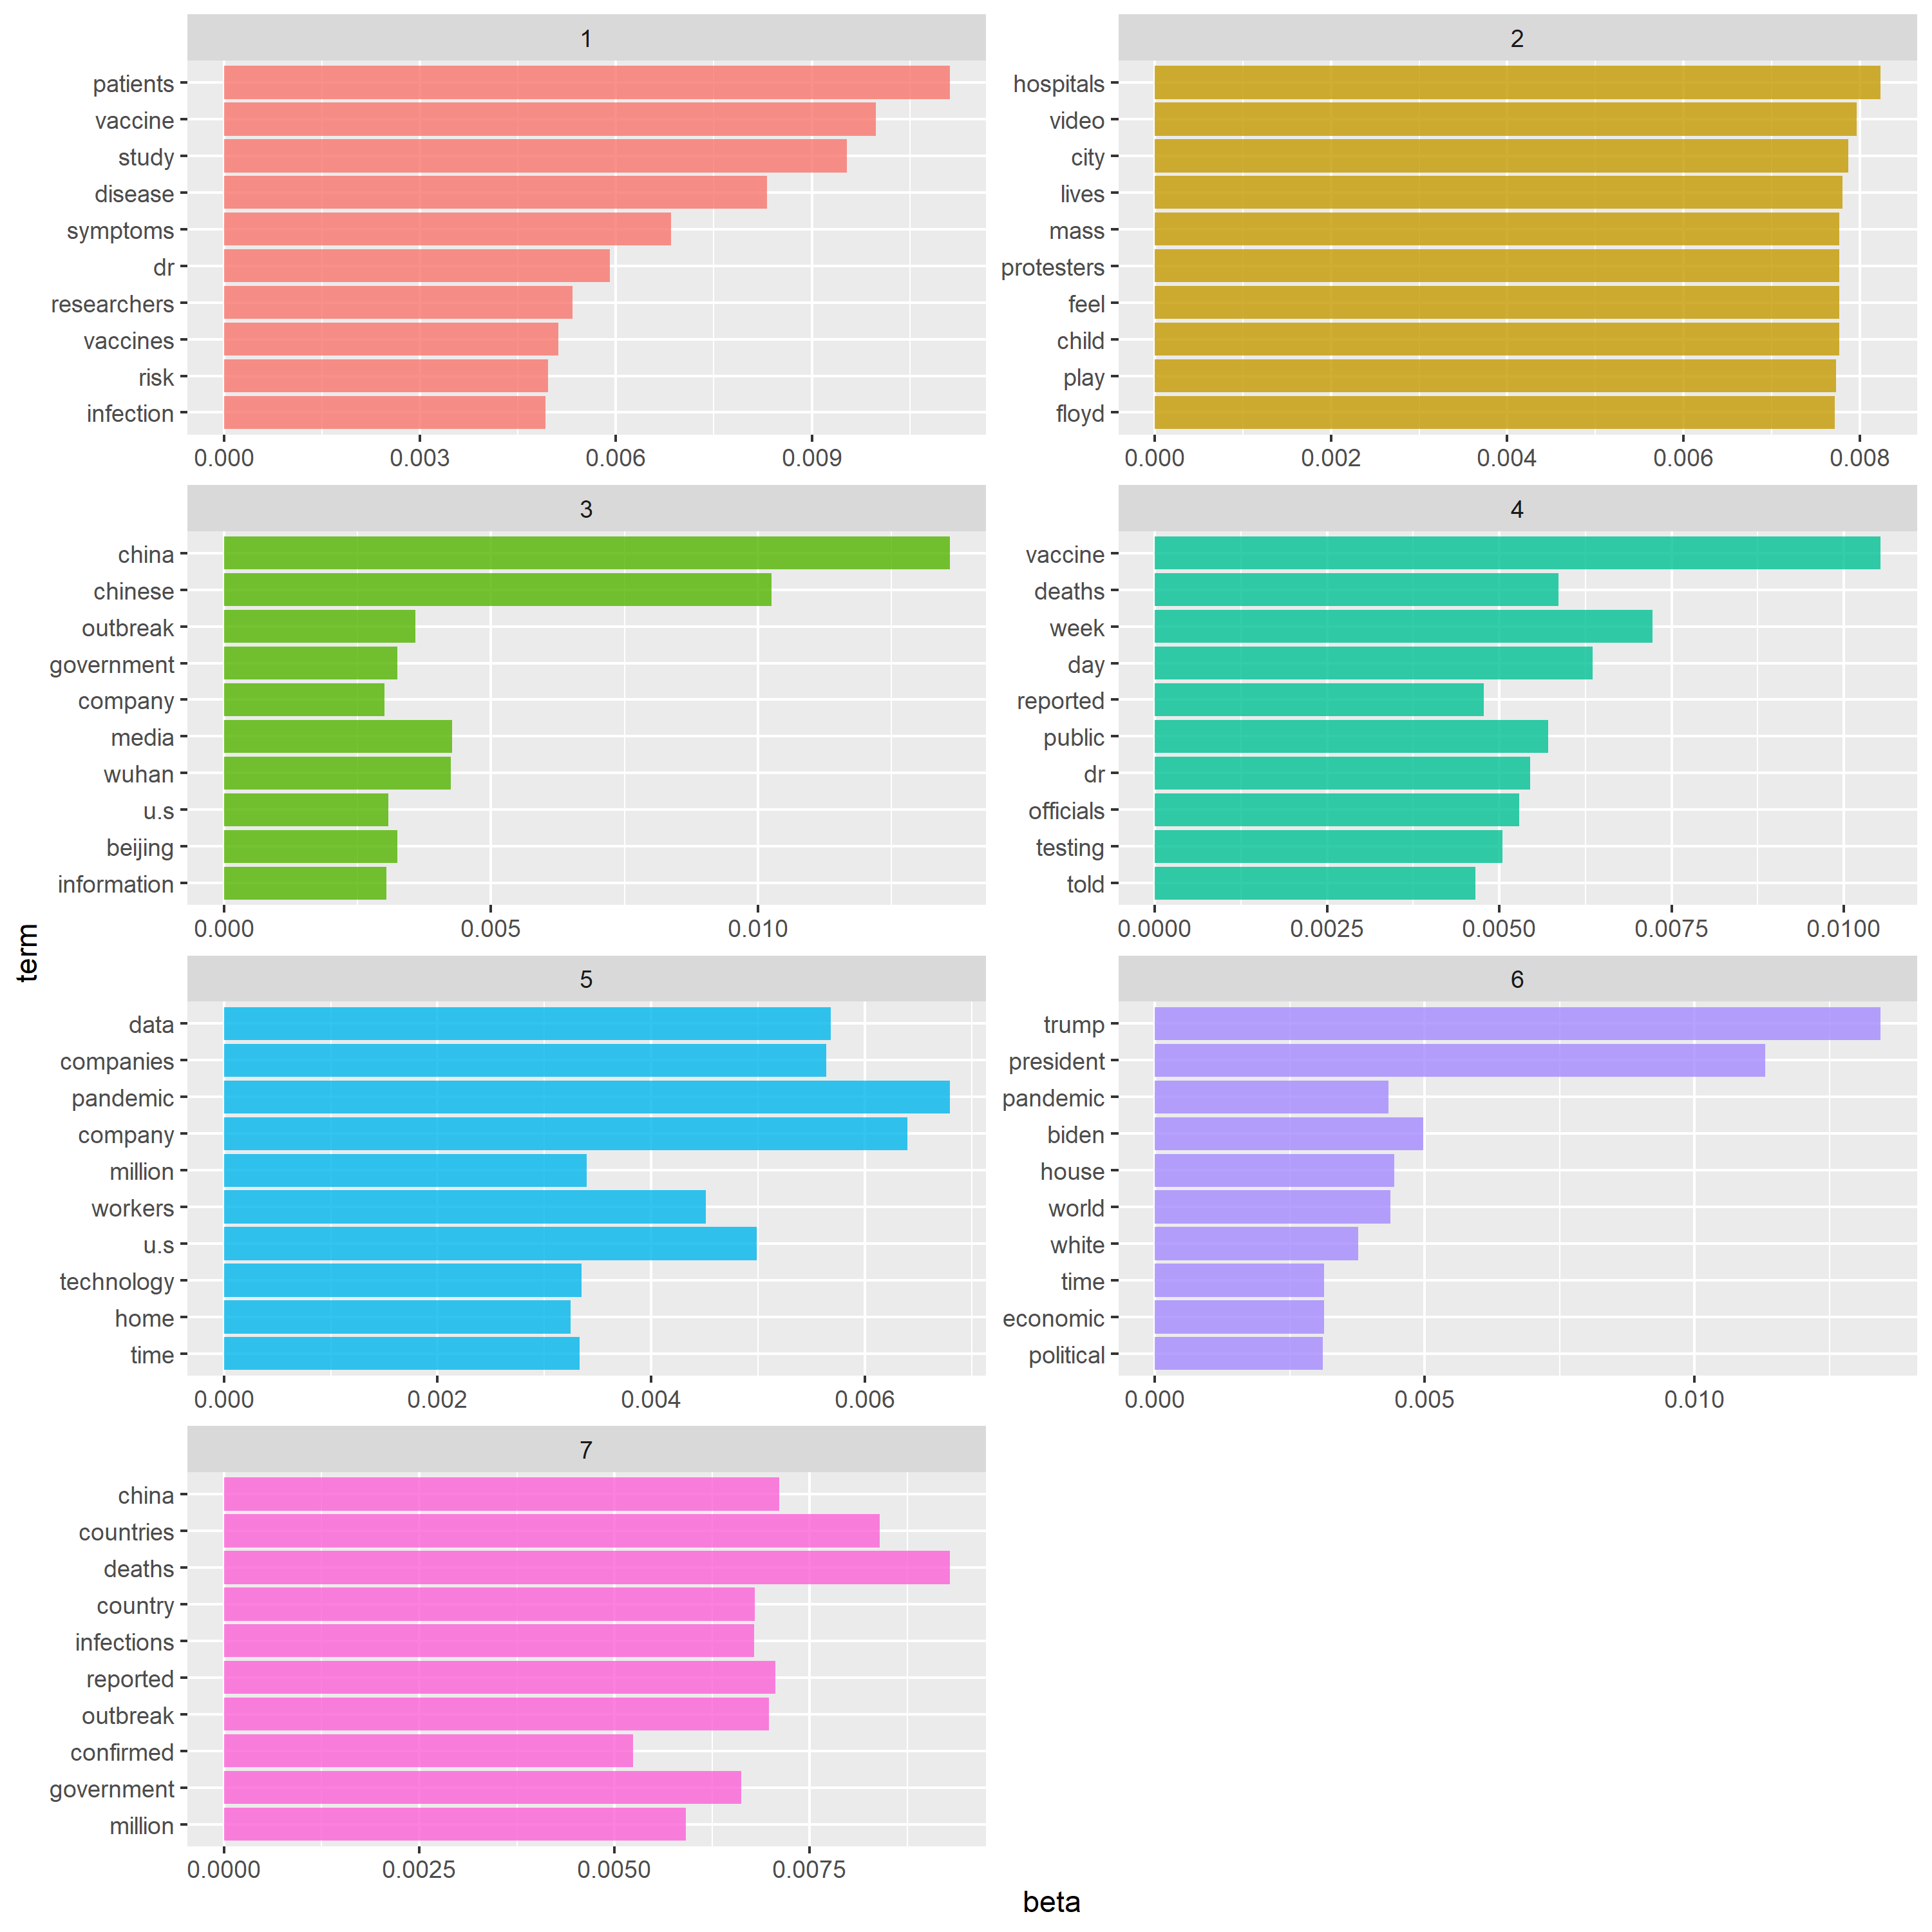 1
patients
vaccine
study
disease
symptoms
dr
researchers
vaccines
risk
infection
0.000 0.003 0.006 0.009
2
hospitals
video
city
lives
mass
protesters
feel
child
play
floyd
0.000 0.002 0.004 0.006 0.008
3
china
chinese
outbreak
government
company
media
wuhan
u.s
beijing
information
0.000 0.005 0.010
4
vaccine
deaths
week
day
reported
public
dr
officials
testing
told
0.0000 0.0025 0.0050 0.0075 0.0100
5
data
companies
pandemic
company
million
workers
u.s
technology
home
time
0.000 0.002 0.004 0.006
6
trump
president
pandemic
biden
house
world
white
time
economic
political
0.000 0.005 0.010
7
china
countries
deaths
country
infections
reported
outbreak
confirmed
government
million
0.0000 0.0025 0.0050 0.0075
term
beta